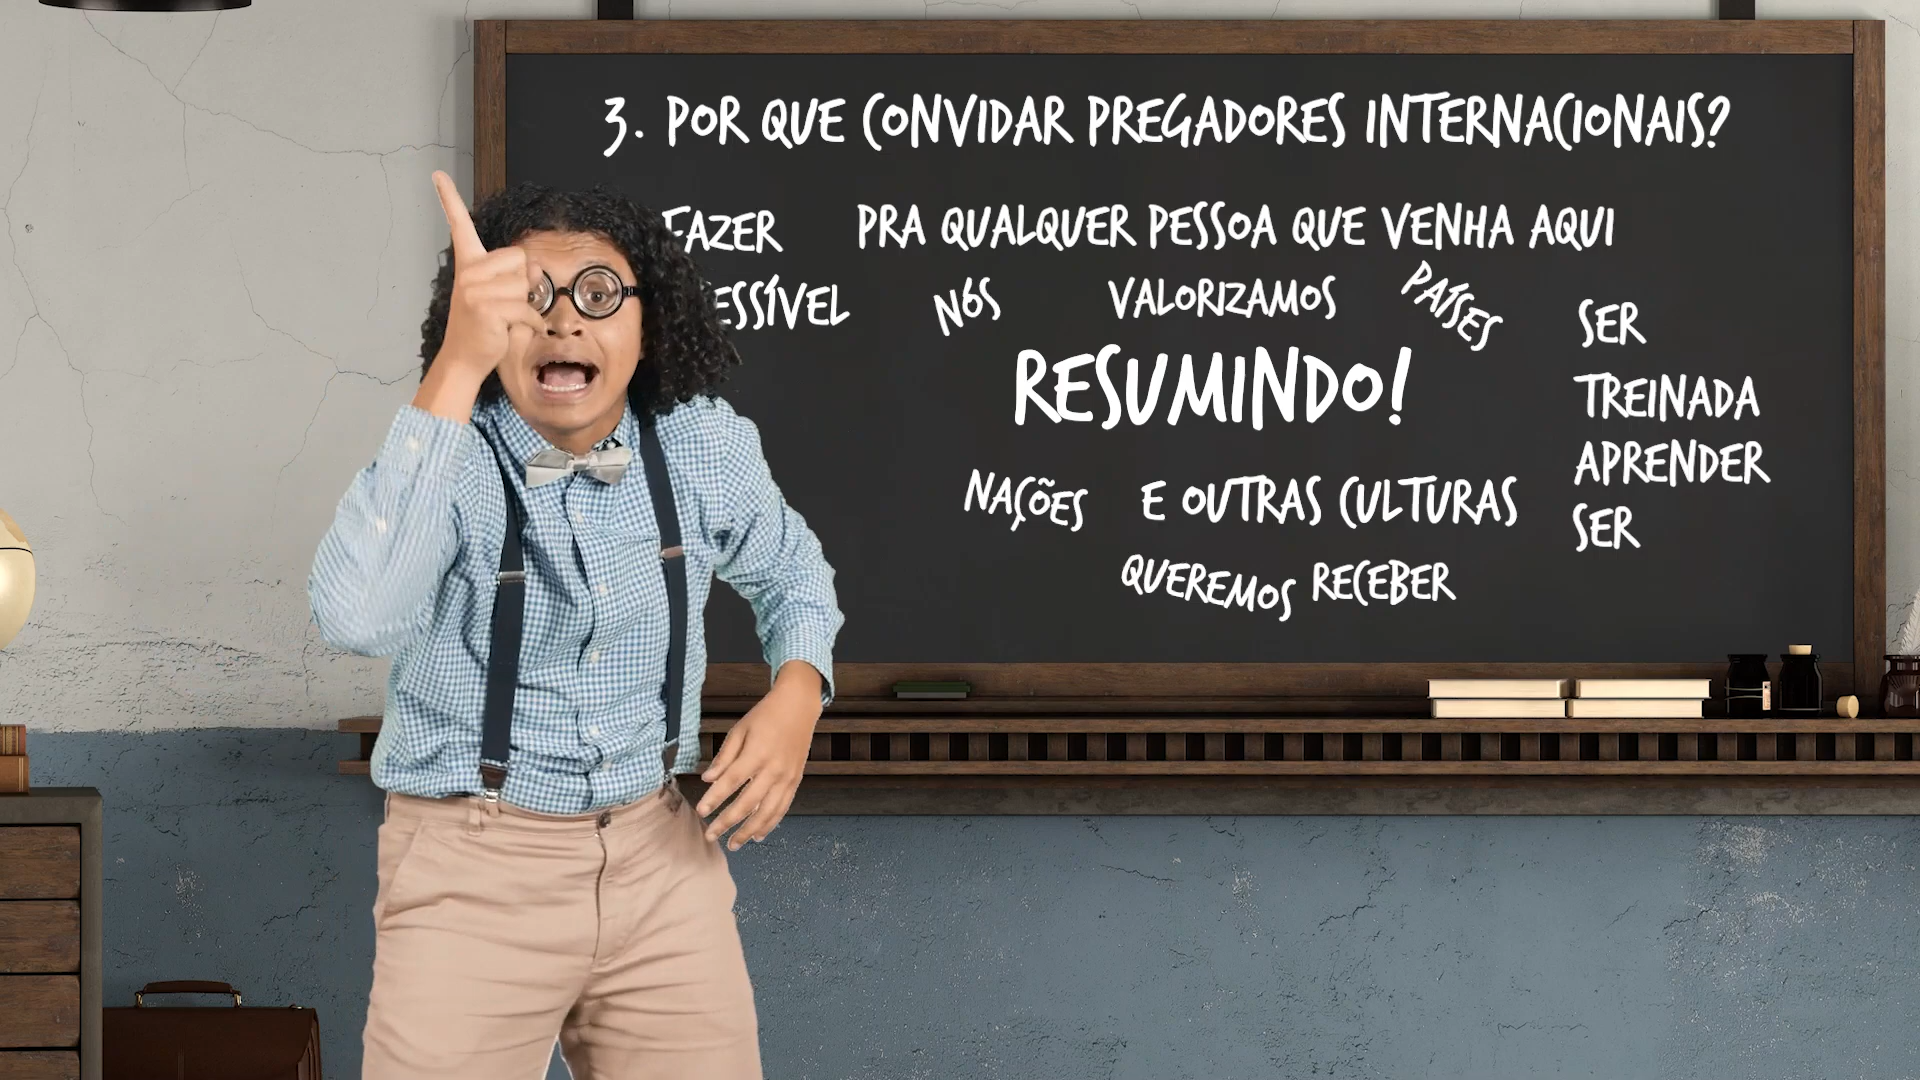 3. POR QUE CONVIDAR PREGADORES INTERNACIONAIS?
FAZER PRA QUALQUER PESSOA QUE VENHA AQUI
NÓS VALORIZAMOS PAÍSES SER
RESUMINDO!
TREINADA
APRENDER
NAÇÕES E OUTRAS CULTURAS SER
QUEREMOS RECEBER